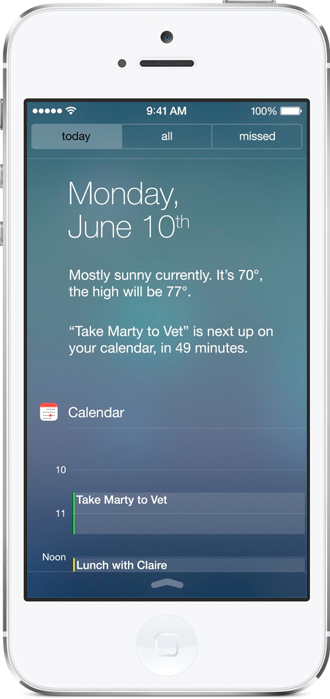 9:41 AM 100%
today all missed
Monday,
June 10th
Mostly sunny currently. It's 70°,
the high will be 77°.
“Take Marty to Vet” is next up on
your calendar, in 49 minutes.
Calendar
10
Take Marty to Vet
11
Noon
Lunch with Claire